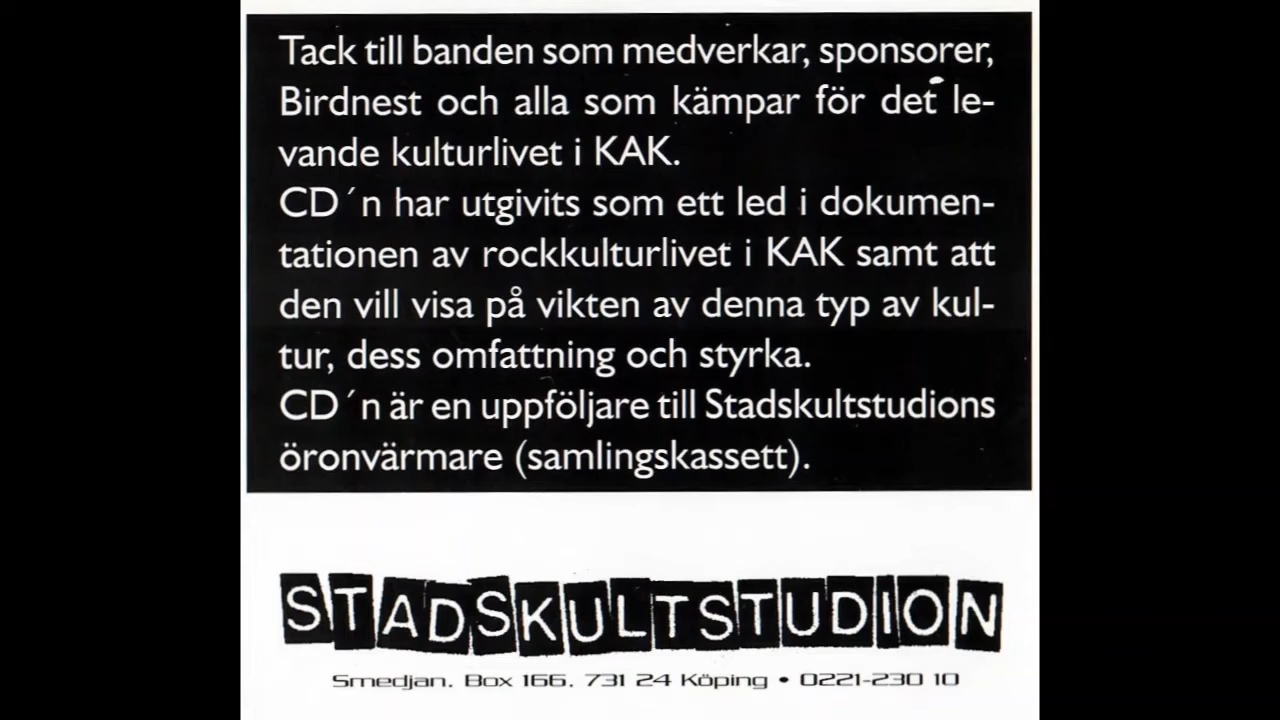 Tack till banden som medverkar, sponsorer,
Birdnest och alla som kämpar för det le-
vande kulturlivet i KAK.
CD´n har utgivits som ett led i dokumen-
tationen av rockkulturlivet i KAK samt att
den vill visa på vikten av denna typ av kul-
tur, dess omfattning och styrka.
CD´n är en uppföljare till Stadskultstudions
öronvärmare (samlingskassett).
STADSKULTSTUDION
Smedjan. Box 166. 731 24 Köping • 0221-230 10